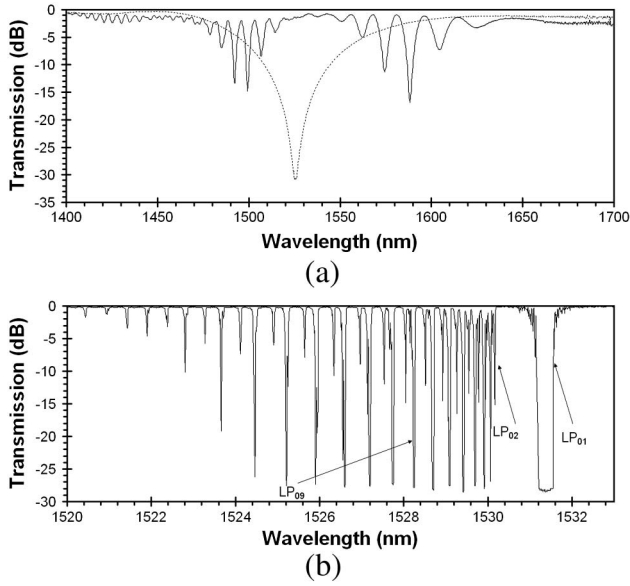 0
-5
-10
-15
-20
-25
-30
-35
Transmission (dB)
1400 1450 1500 1550 1600 1650 1700
Wavelength (nm)
(a)
0
-5
-10
-15
-20
-25
-30
Transmission (dB)
LP02
LP01
LP09
1520 1522 1524 1526 1528 1530 1532
Wavelength (nm)
(b)